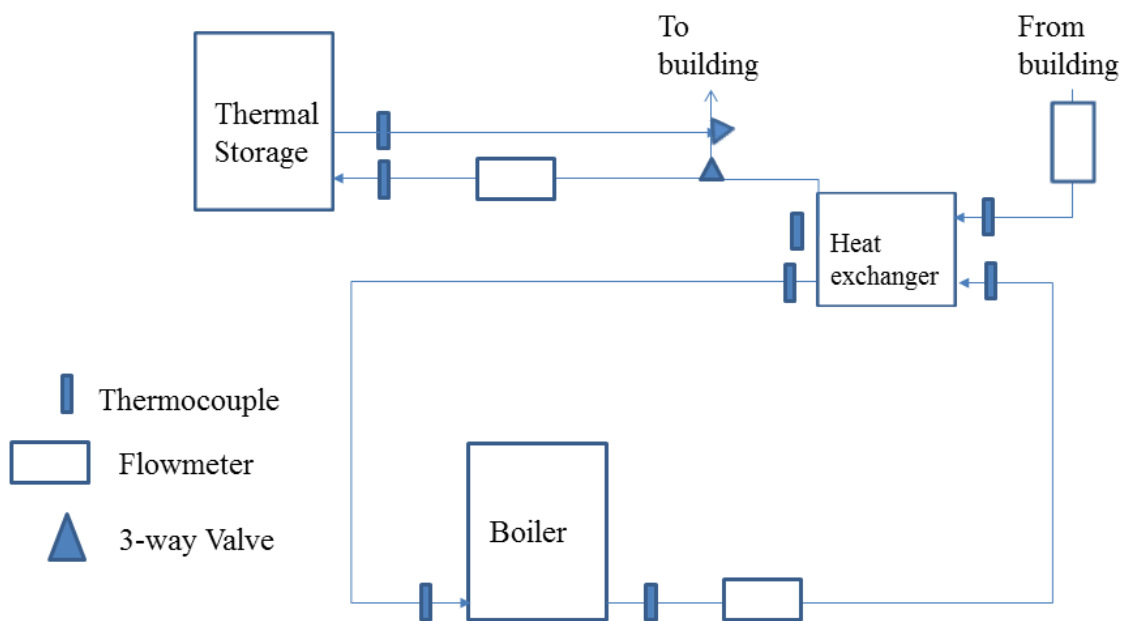 To
building
From
building
Thermal
Storage
Heat
exchanger
Thermocouple
Flowmeter
3-way Valve
Boiler